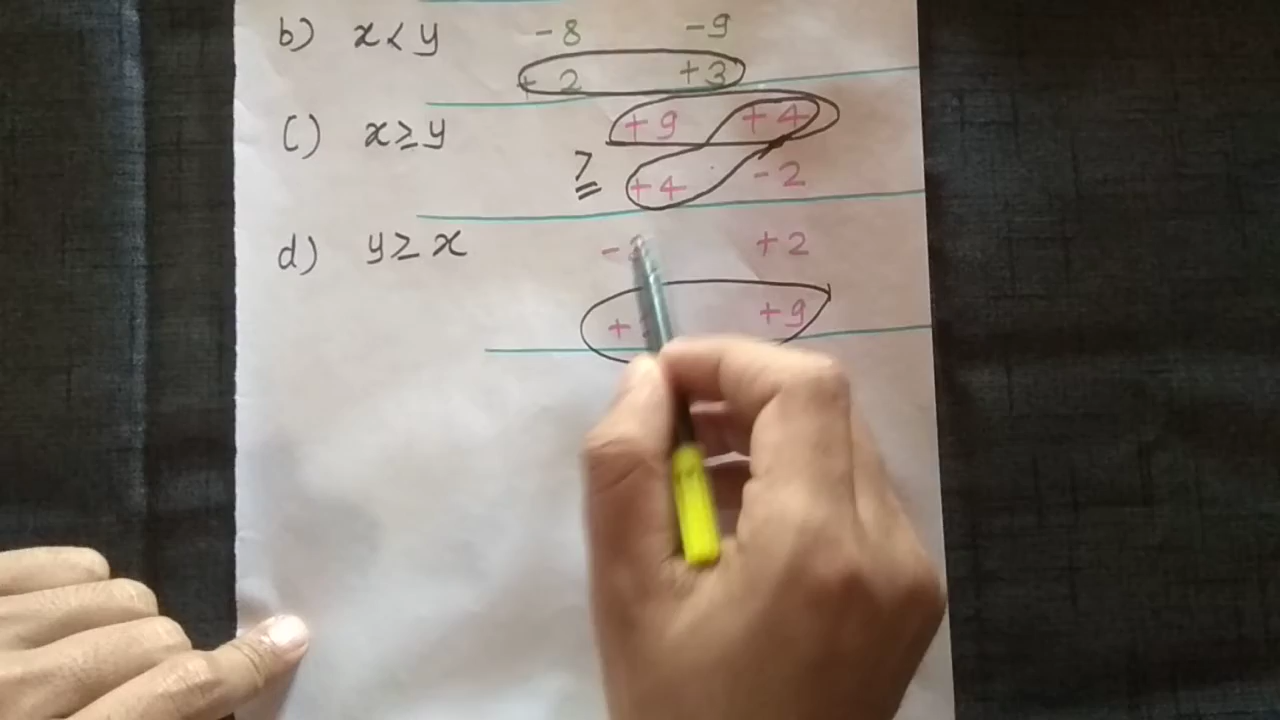 b) x < y -8 -9
+2 +3
c) x ≥ y +9 +4
? +4 -2
d) y ≥ x - +2
+ +9